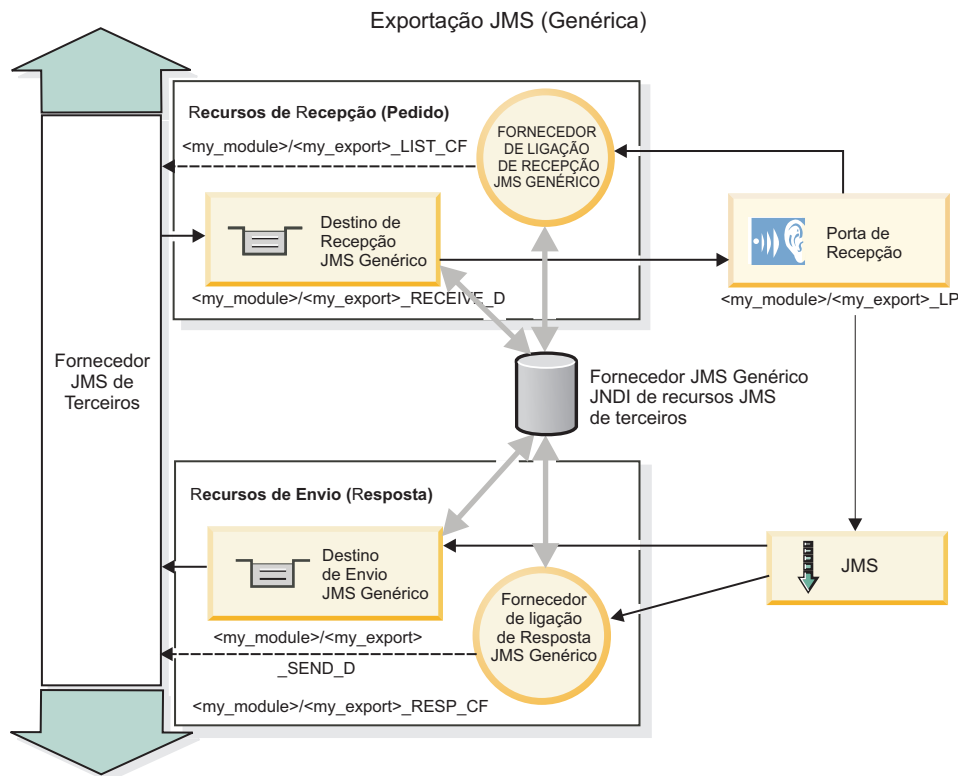 Exportação JMS (Genérica)
Recursos de Recepção (Pedido)
<my_module>/<my_export>_LIST_CF
FORNECEDOR
DE LIGAÇÃO
DE RECEPÇÃO
JMS GENÉRICO
Destino de
Recepção
JMS Genérico
<my_module>/<my_export>_RECEIVE_D
Porta de
Recepção
<my_module>/<my_export>_LP
Fornecedor
JMS de
Terceiros
Fornecedor JMS Genérico
JNDI de recursos JMS
de terceiros
Recursos de Envio (Resposta)
Destino
de Envio
JMS Genérico
JMS
Fornecedor
de ligação
de Resposta
JMS Genérico
<my_module>/<my_export>
_SEND_D
<my_module>/<my_export>_RESP_CF